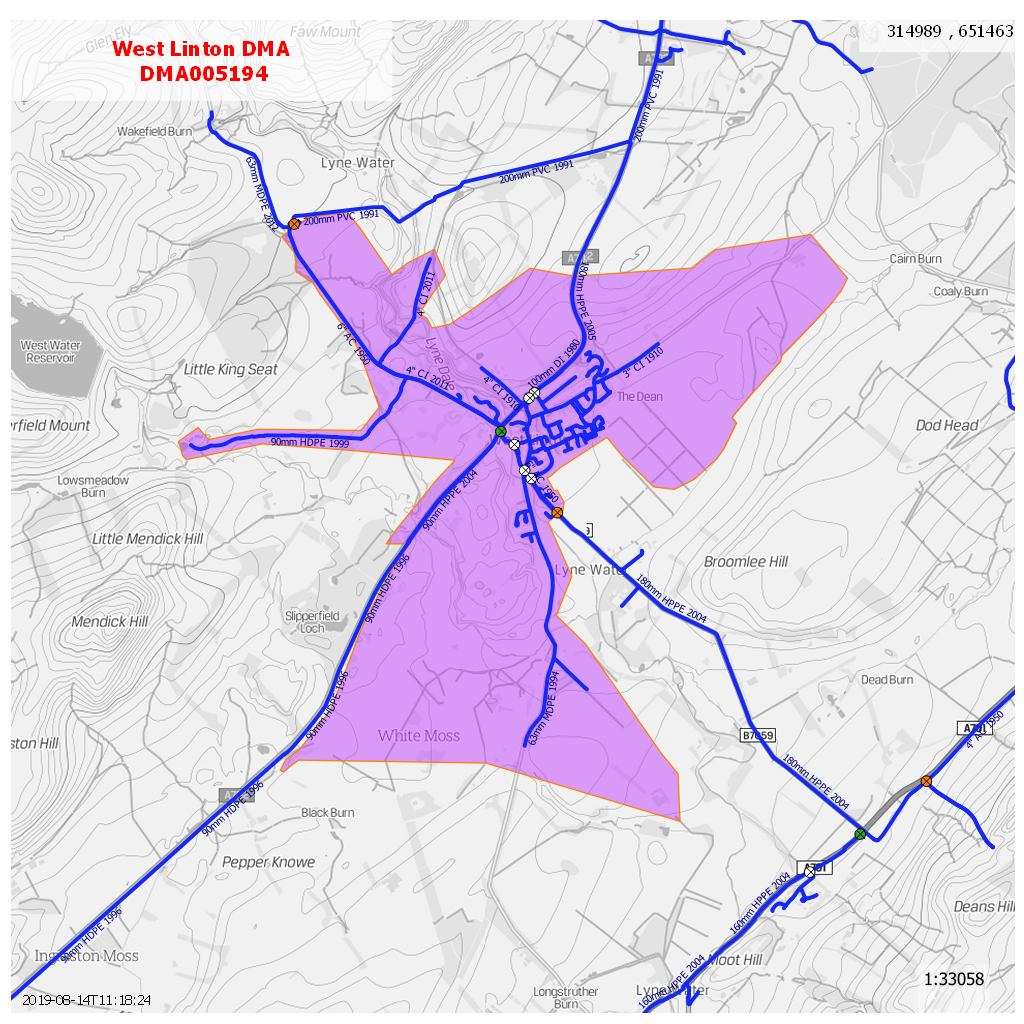 Glen Ely
Faw Mount
314989 , 651463
West Linton DMA
DMA005194
200mm PVC 1991
Wakefield Burn
Lyne Water
63mm MDPE 2012
200mm PVC 1991
200mm PVC 1991
Cairn Burn
Coaly Burn
180mm HPPE 2005
4" CI 2011
6" AC 1950
West Water
Reservoir
Lyne Dale
Little King Seat
4" CI 2011
4" CI 1910
100mm DI 1980
3" CI 1910
The Dean
erfield Mount
Dod Head
90mm HDPE 1999
Lowsmeadow
Burn
90mm HPPE 2004
AC 1950
Little Mendick Hill
Lyne Water
Broomlee Hill
180mm HPPE 2004
90mm HDPE 1996
Mendick Hill
Slipperfield
Loch
Dead Burn
90mm HDPE 1996
63mm MDPE 1994
White Moss
ston Hill
B7059
A701
4" AC 1950
180mm HPPE 2004
90mm HDPE 1996
Black Burn
Pepper Knowe
A701
160mm HPPE 2004
Deans Hill
90mm HDPE 1996
Ingraston Moss
Moot Hill
160mm HPPE 2004
Lyne Water
Longstruther
Burn
1:33058
2019-08-14T11:18:24